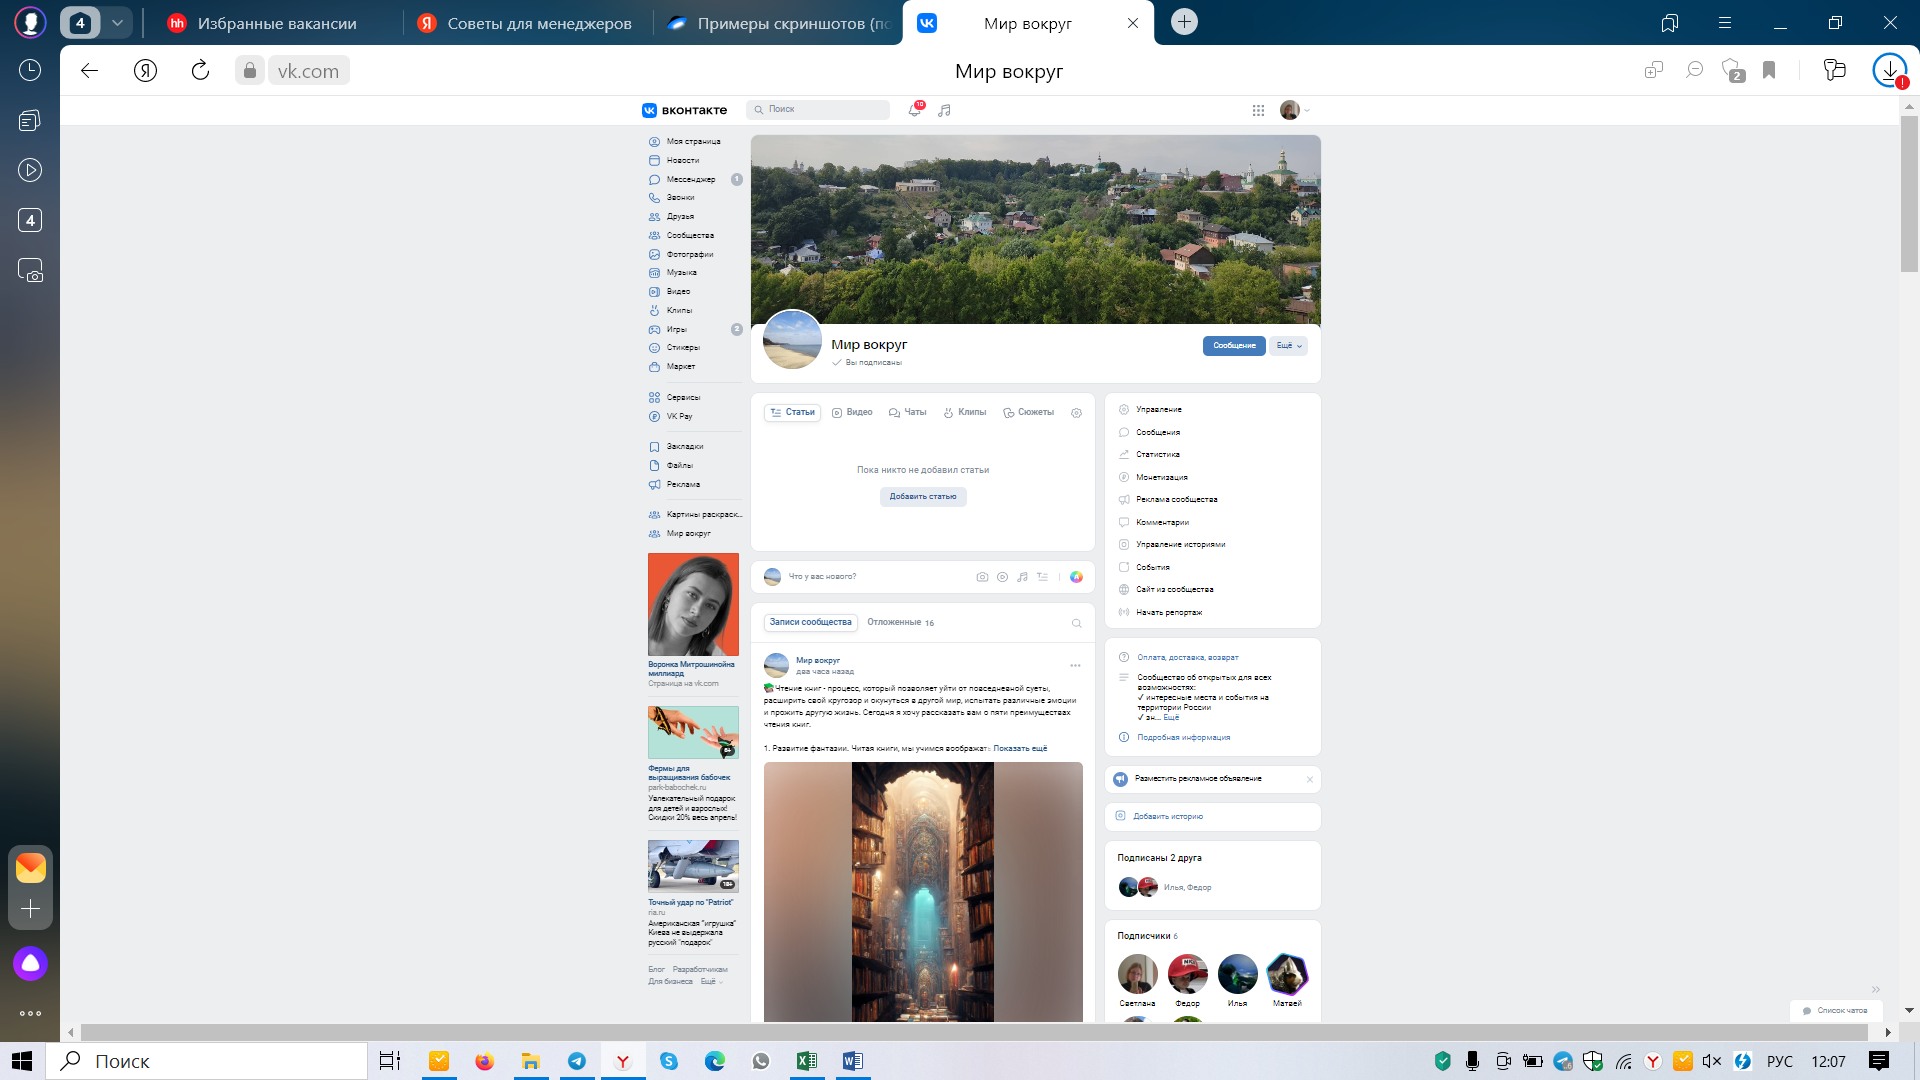 4
Избранные вакансии
Советы для менеджеров
Примеры скриншотов (по
Мир вокруг
vk.com
Мир вокруг
2
4
вконтакте
Поиск
10
Моя страница
Новости
Мессенджер 1
Звонки
Друзья
Сообщества
Фотографии
Музыка
Видео
Клипы
Игры 2
Стикеры
Маркет
Сервисы
VK Pay
Закладки
Файлы
Реклама
Картины раскраск...
Мир вокруг
Воронка Митрошинойна
миллиард
Страница на vk.com
6+
Фермы для
выращивания бабочек
park-babochek.ru
Увлекательный подарок
для детей и взрослых!
Скидки 20% весь апрель!
18+
Точный удар по "Patriot"
ria.ru
Американская "игрушка"
Киева не выдержала
русский "подарок"
Блог Разработчикам
Для бизнеса Ещё
Мир вокруг
Вы подписаны
Сообщение
Ещё
Статьи
Видео
Чаты
Клипы
Сюжеты
Пока никто не добавил статьи
Добавить статью
Что у вас нового?
Записи сообщества
Отложенные 16
Мир вокруг
два часа назад
Чтение книг - процесс, который позволяет уйти от повседневной суеты,
расширить свой кругозор и окунуться в другой мир, испытать различные эмоции
и прожить другую жизнь. Сегодня я хочу рассказать вам о пяти преимуществах
чтения книг.
1. Развитие фантазии. Читая книги, мы учимся воображать Показать ещё
Управление
Сообщения
Статистика
Монетизация
Реклама сообщества
Комментарии
Управление историями
События
Сайт из сообщества
Начать репортаж
Оплата, доставка, возврат
Сообщество об открытых для всех
возможностях:
✓ интересные места и события на
территории России
✓ зн... Ещё
Подробная информация
Разместить рекламное объявление
Добавить историю
Подписаны 2 друга
Илья, Федор
Подписчики 6
Светлана
Федор
Илья
Матвей
Список чатов
Поиск
РУС
12:07